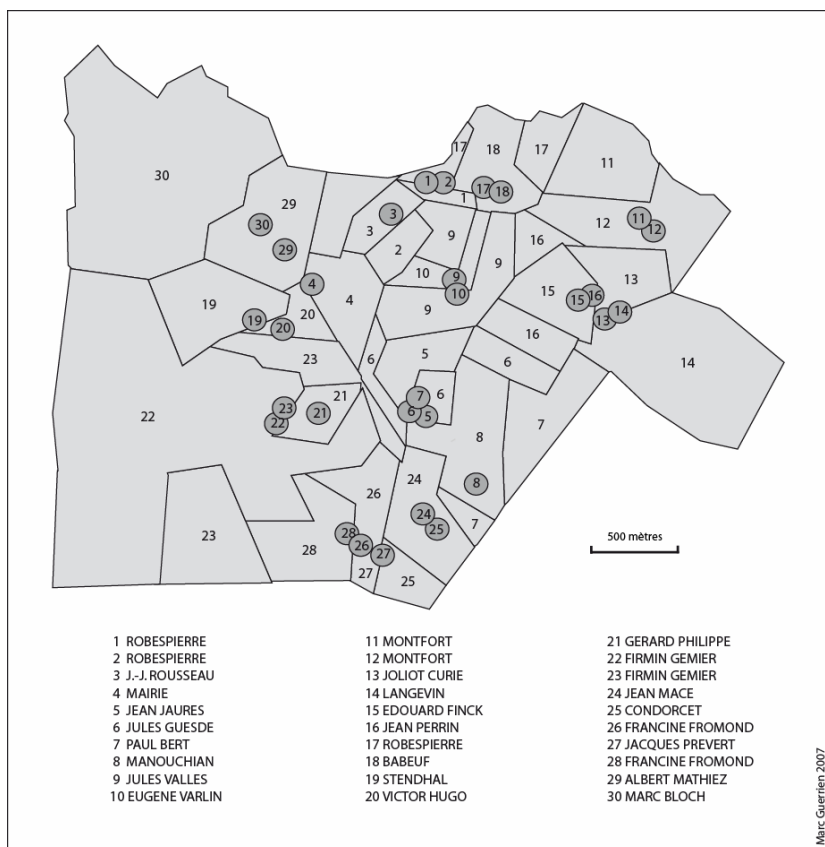 17
18
17
30
11
1 2
17 18
1
29
3
11
12
12
30
3
9
16
2
29
9
13
10
9
4
15
16
15
19
4
20
9
13 14
10
19
20
16
14
23
6
5
6
21
7
6
23
21
22
6 5
22
8
7
24
8
26
24
25
7
28
26
27
23
28
27
25
500 mètres
1 ROBESPIERRE
2 ROBESPIERRE
3 J.-J. ROUSSEAU
4 MAIRIE
5 JEAN JAURES
6 JULES GUESDE
7 PAUL BERT
8 MANOUCHIAN
9 JULES VALLES
10 EUGENE VARLIN
11 MONTFORT
12 MONTFORT
13 JOLIOT CURIE
14 LANGEVIN
15 EDOUARD FINCK
16 JEAN PERRIN
17 ROBESPIERRE
18 BABEUF
19 STENDHAL
20 VICTOR HUGO
21 GERARD PHILIPPE
22 FIRMIN GEMIER
23 FIRMIN GEMIER
24 JEAN MACE
25 CONDORCET
26 FRANCINE FROMOND
27 JACQUES PREVERT
28 FRANCINE FROMOND
29 ALBERT MATHIEZ
30 MARC BLOCH
Marc Guerrien 2007